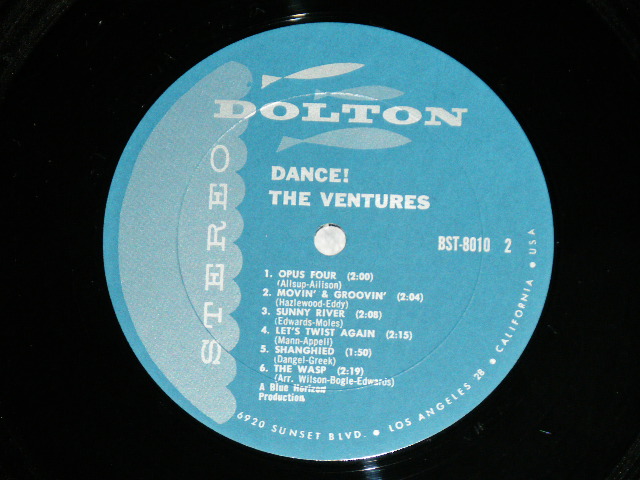 DOLTON
STEREO
DANCE!
THE VENTURES
BST-8010 2
1. OPUS FOUR (2:00)
(Allsup-Allison)
2. MOVIN' & GROOVIN' (2:04)
(Hazlewood-Eddy)
3. SUNNY RIVER (2:08)
(Edwards-Moles)
4. LET'S TWIST AGAIN (2:15)
(Mann-Appell)
5. SHANGHIED (1:50)
(Dangel-Greek)
6. THE WASP (2:19)
(Arr. Wilson-Bogle-Edwards)
A Blue Horizon
Production
6920 SUNSET BLVD. • LOS ANGELES 28 • CALIFORNIA • USA